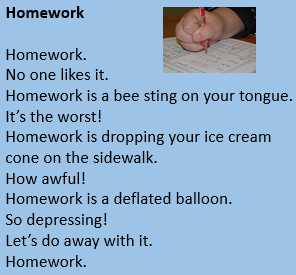 Homework
Homework.
No one likes it.
Homework is a bee sting on your tongue.
It's the worst!
Homework is dropping your ice cream
cone on the sidewalk.
How awful!
Homework is a deflated balloon.
So depressing!
Let's do away with it.
Homework.